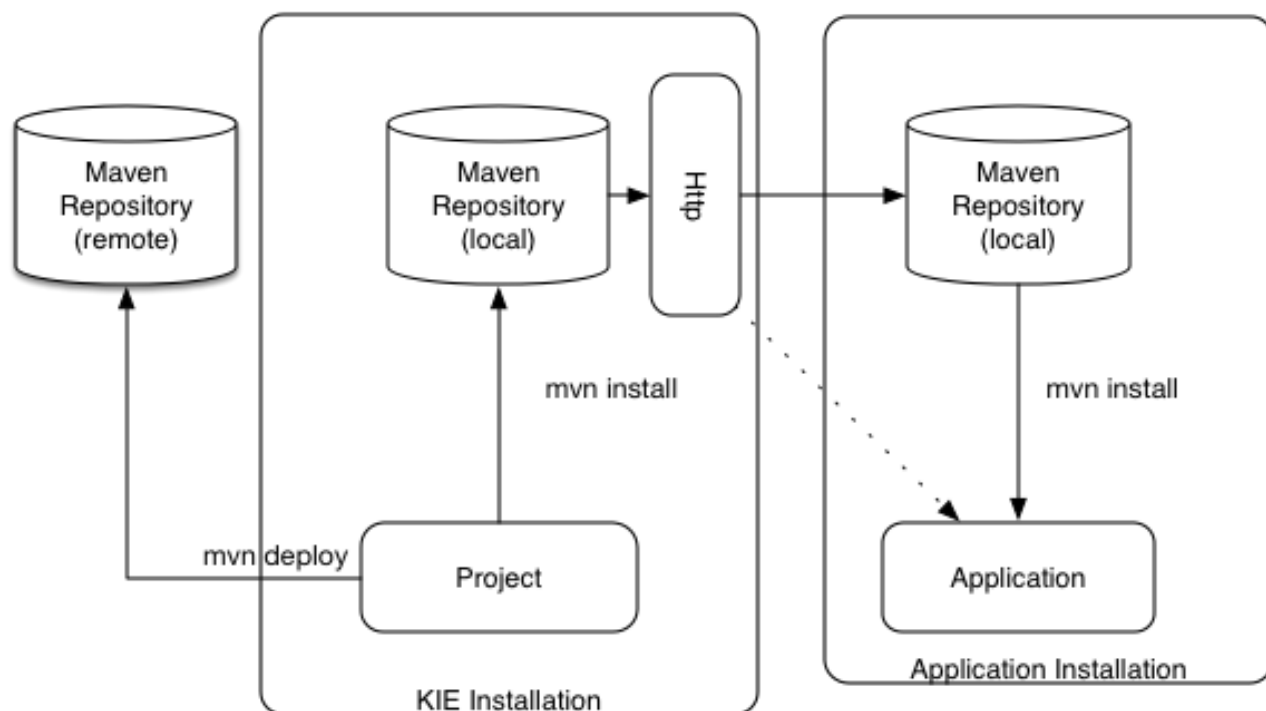 Maven
Repository
(remote)
Maven
Repository
(local)
Http
Maven
Repository
(local)
mvn install
mvn install
mvn deploy
Project
Application
KIE Installation
Application Installation